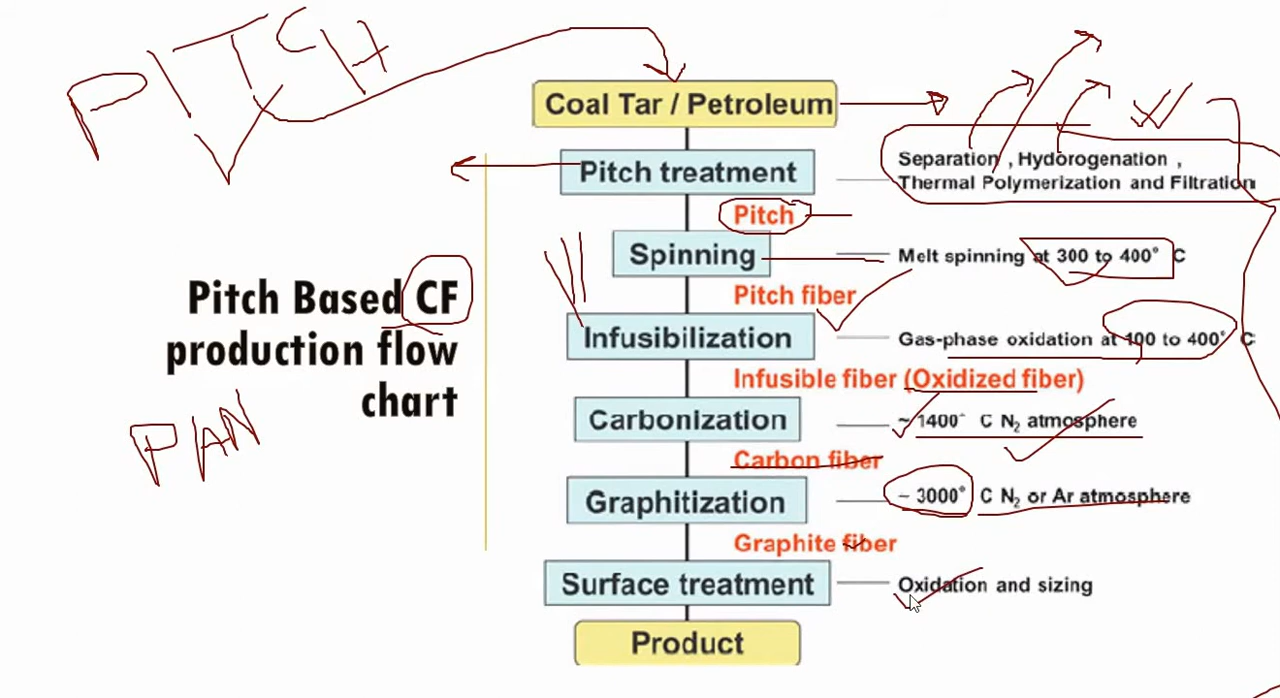 PITCH
Coal Tar / Petroleum
Pitch treatment
Separation , Hydorogenation ,
Thermal Polymerization and Filtration
Pitch
Spinning
Melt spinning at 300 to 400° C
Pitch fiber
Pitch Based CF
production flow
chart
Infusibilization
Gas-phase oxidation at 100 to 400° C
Infusible fiber (Oxidized fiber)
PAN
Carbonization
~ 1400° C N₂ atmosphere
Carbon fiber
Graphitization
~ 3000° C N₂ or Ar atmosphere
Graphite fiber
Surface treatment
Oxidation and sizing
Product